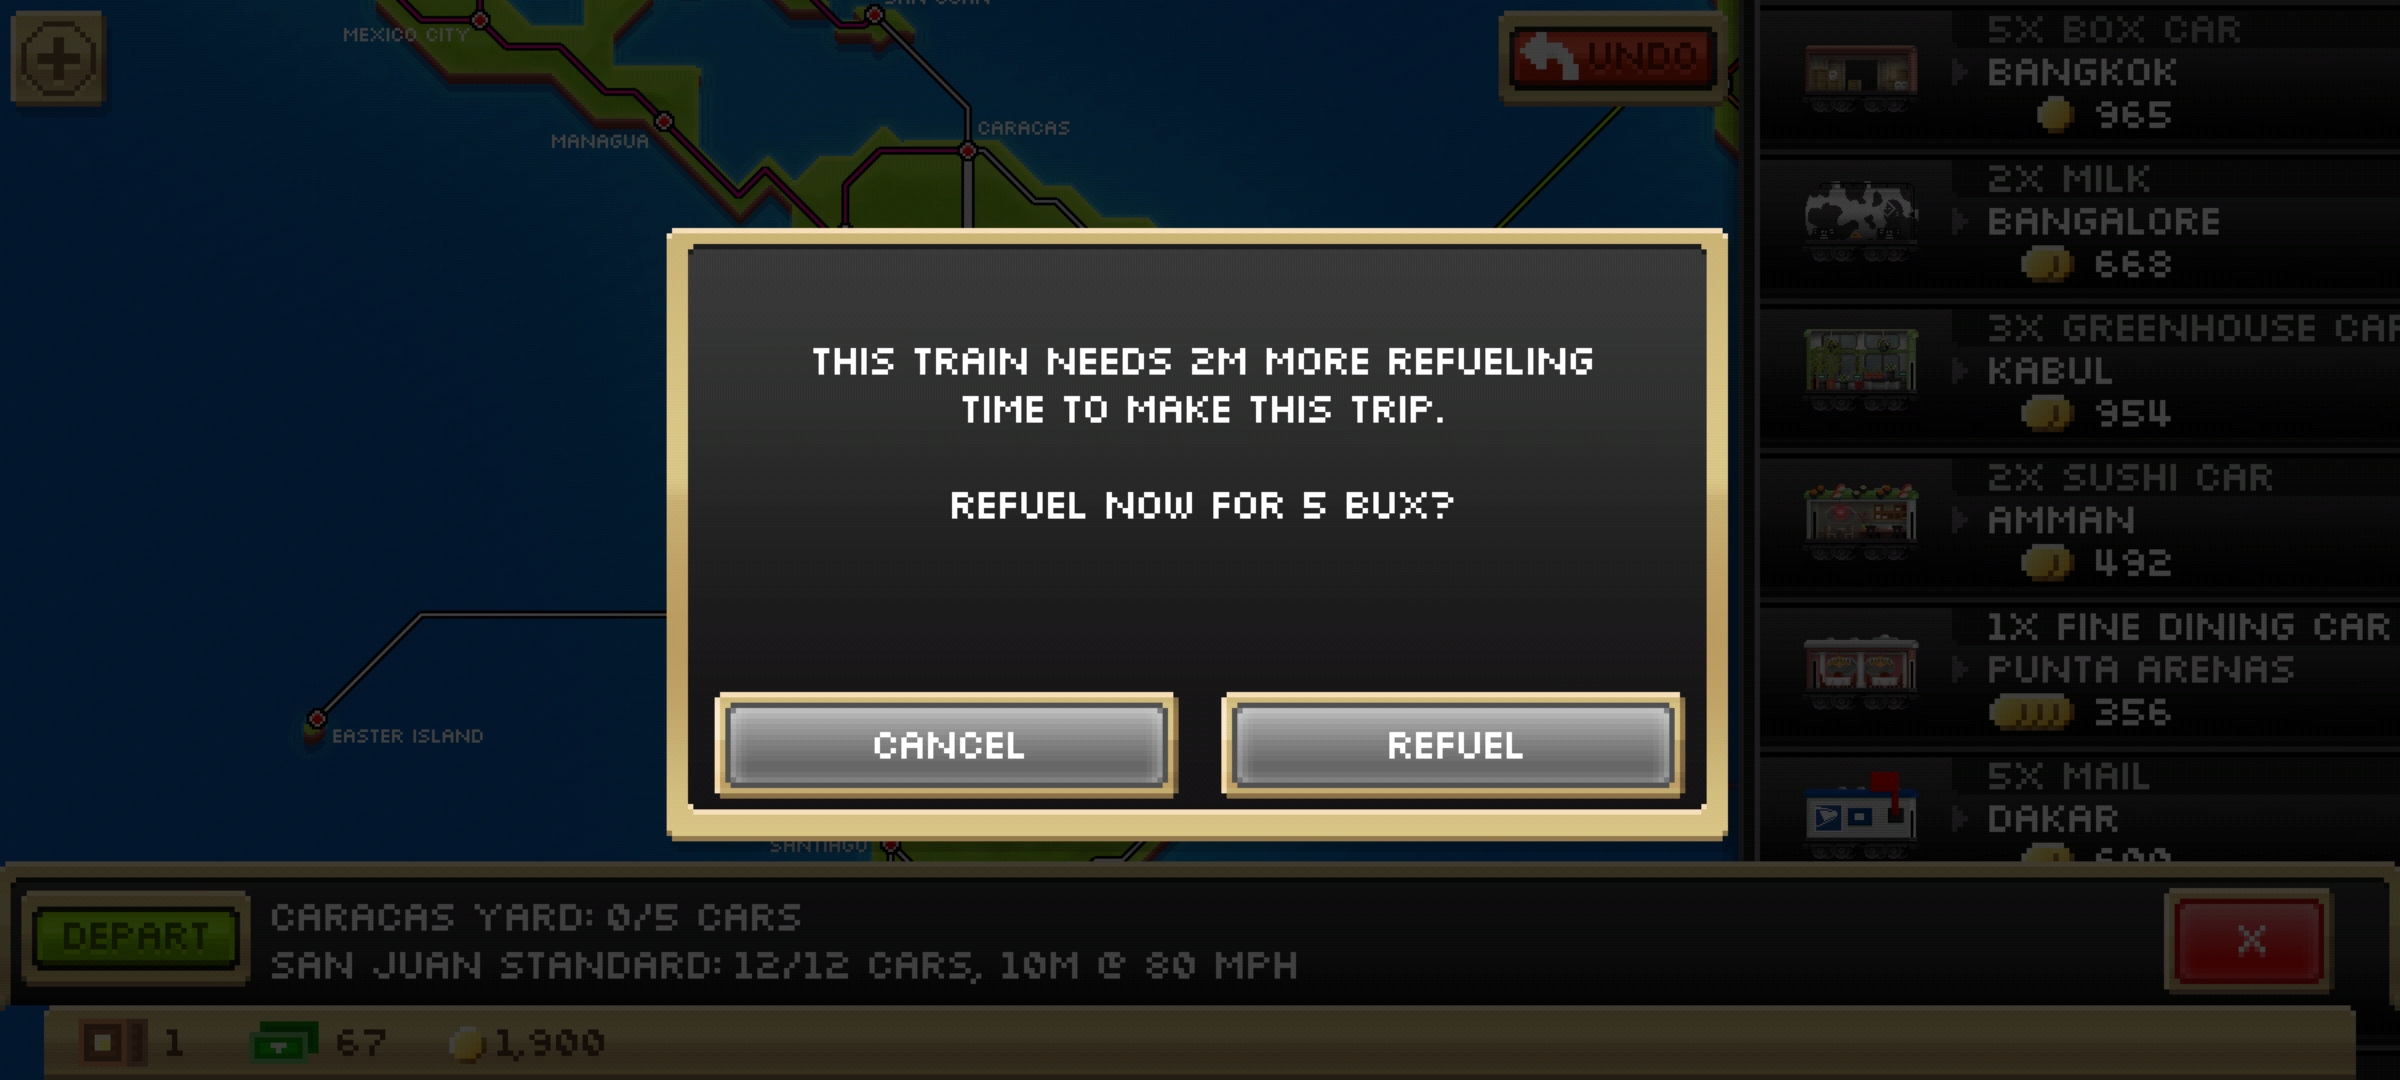 MEXICO CITY
SAN JUAN
MANAGUA
CARACAS
UNDO
5X BOX CAR
BANGKOK
965
2X MILK
BANGALORE
668
3X GREENHOUSE CAR
KABUL
954
2X SUSHI CAR
AMMAN
492
1X FINE DINING CAR
PUNTA ARENAS
356
5X MAIL
DAKAR
600
THIS TRAIN NEEDS 2M MORE REFUELING
TIME TO MAKE THIS TRIP.
REFUEL NOW FOR 5 BUX?
CANCEL
REFUEL
EASTER ISLAND
SANTIAGO
DEPART
CARACAS YARD: 0/5 CARS
SAN JUAN STANDARD: 12/12 CARS, 10M @ 80 MPH
X
1
67
1,900